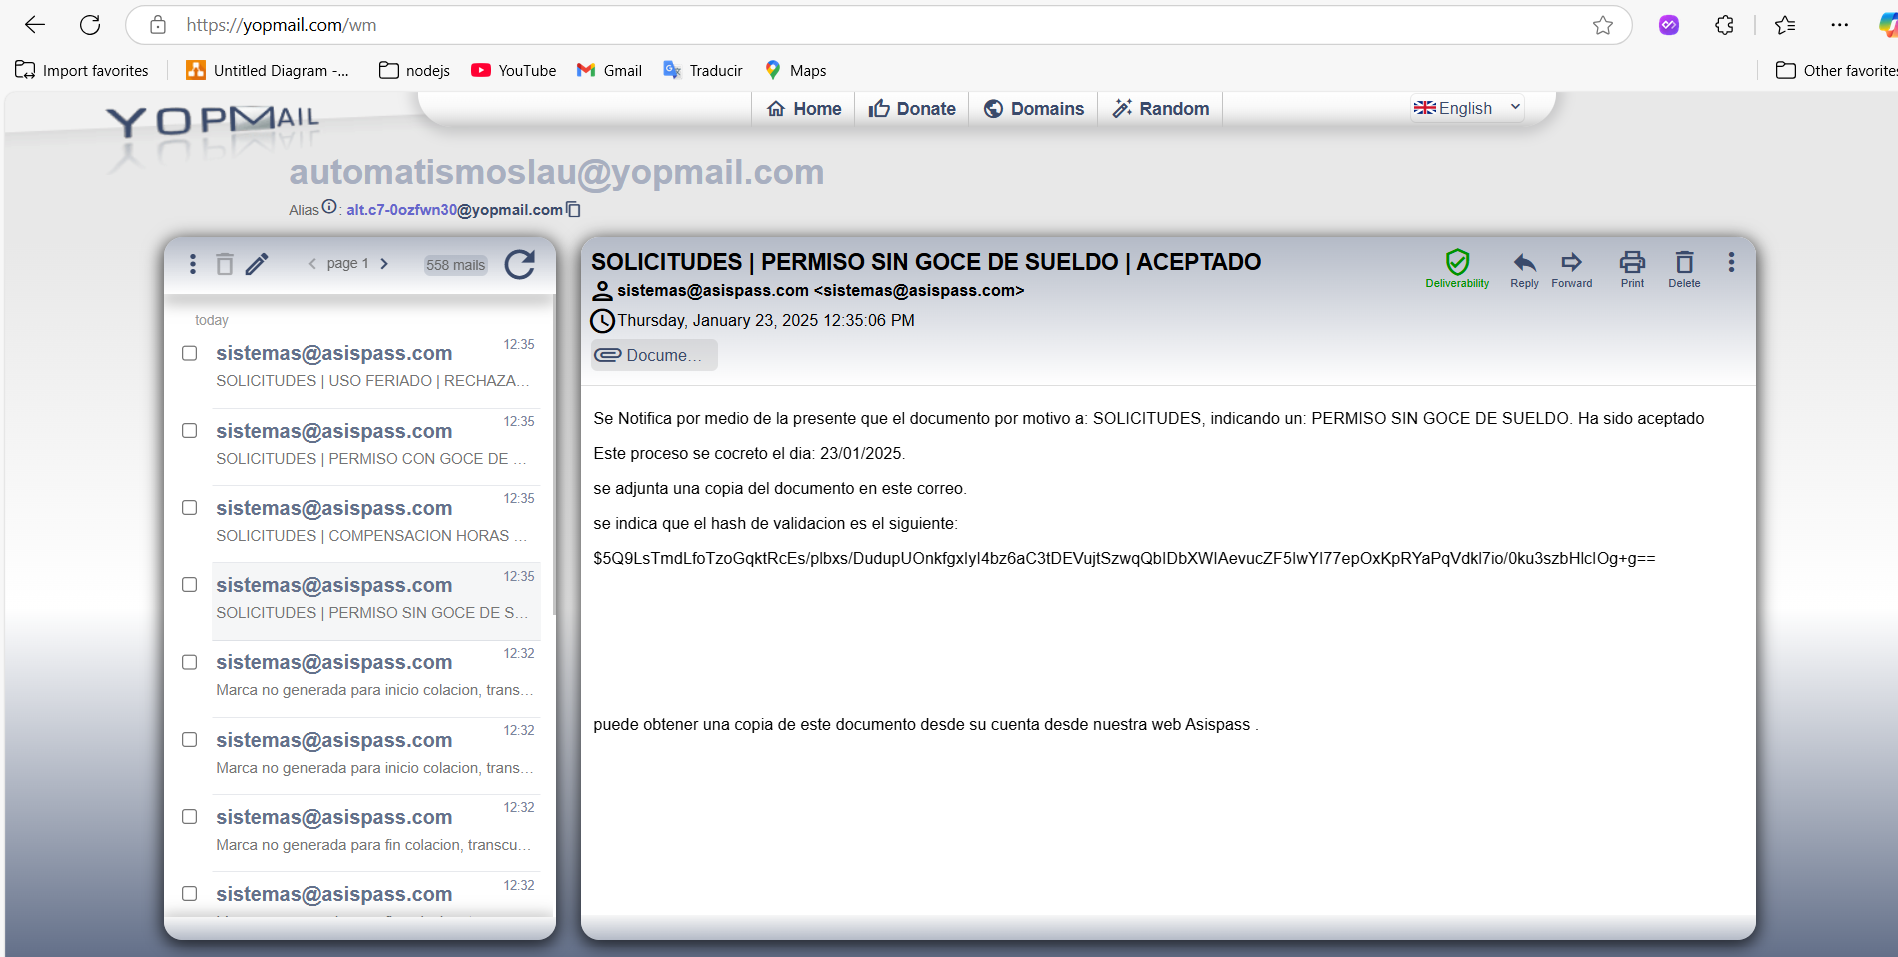 https://yopmail.com/wm
Import favorites
Untitled Diagram -...
nodejs
YouTube
Gmail
Traducir
Maps
Other favorites
YOPMAIL
Home
Donate
Domains
Random
English
automatismoslau@yopmail.com
Alias : alt.c7-0ozfwn30@yopmail.com
page 1
558 mails
today
sistemas@asispass.com 12:35
SOLICITUDES | USO FERIADO | RECHAZA...
sistemas@asispass.com 12:35
SOLICITUDES | PERMISO CON GOCE DE ...
sistemas@asispass.com 12:35
SOLICITUDES | COMPENSACION HORAS ...
sistemas@asispass.com 12:35
SOLICITUDES | PERMISO SIN GOCE DE S...
sistemas@asispass.com 12:32
Marca no generada para inicio colacion, trans...
sistemas@asispass.com 12:32
Marca no generada para inicio colacion, trans...
sistemas@asispass.com 12:32
Marca no generada para fin colacion, transcu...
sistemas@asispass.com 12:32
SOLICITUDES | PERMISO SIN GOCE DE SUELDO | ACEPTADO
Deliverability
Reply
Forward
Print
Delete
sistemas@asispass.com <sistemas@asispass.com>
Thursday, January 23, 2025 12:35:06 PM
Docume...
Se Notifica por medio de la presente que el documento por motivo a: SOLICITUDES, indicando un: PERMISO SIN GOCE DE SUELDO. Ha sido aceptado
Este proceso se cocreto el dia: 23/01/2025.
se adjunta una copia del documento en este correo.
se indica que el hash de validacion es el siguiente:
puede obtener una copia de este documento desde su cuenta desde nuestra web Asispass .